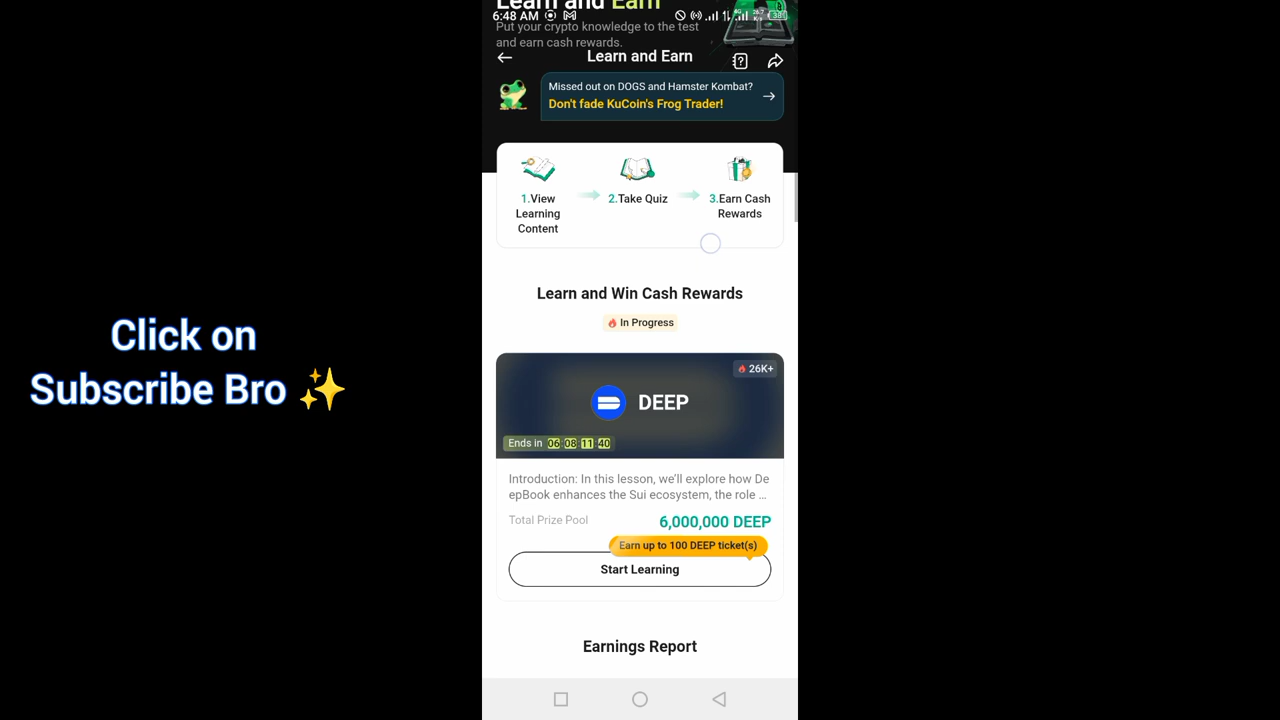 Learn and Earn
6:48 AM
Put your crypto knowledge to the test
and earn cash rewards.
Learn and Earn
Missed out on DOGS and Hamster Kombat?
Don't fade KuCoin's Frog Trader!
1.View
Learning
Content
2.Take Quiz
3.Earn Cash
Rewards
Learn and Win Cash Rewards
In Progress
26K+
DEEP
Ends in 06:08:11:40
Introduction: In this lesson, we'll explore how De
epBook enhances the Sui ecosystem, the role ...
Total Prize Pool
6,000,000 DEEP
Earn up to 100 DEEP ticket(s)
Start Learning
Earnings Report
Click on
Subscribe Bro ✨